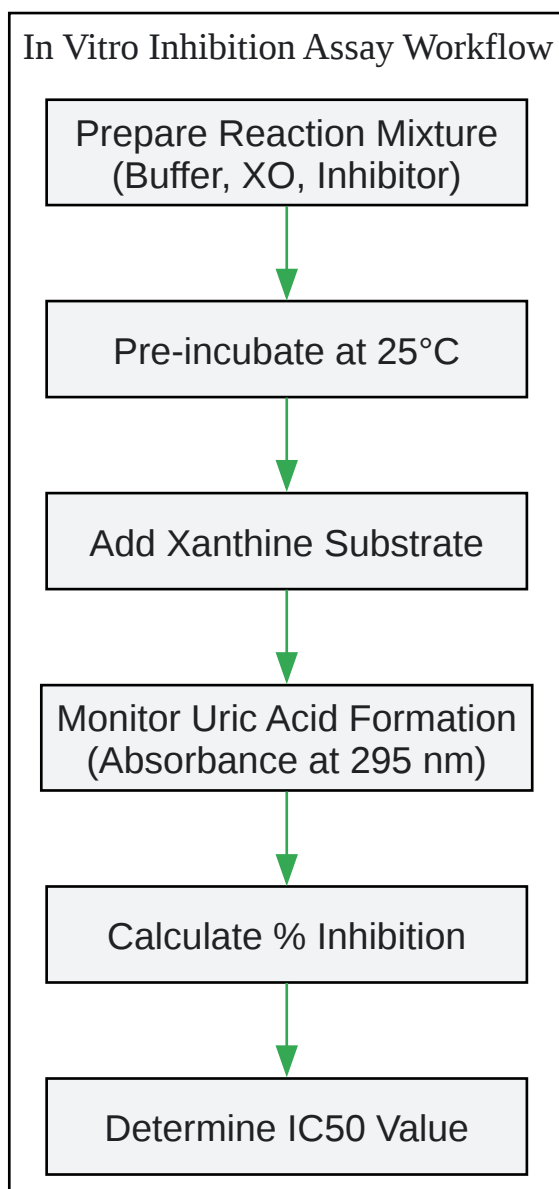 In Vitro Inhibition Assay Workflow
Prepare Reaction Mixture
(Buffer, XO, Inhibitor)
Pre-incubate at 25°C
Add Xanthine Substrate
Monitor Uric Acid Formation
(Absorbance at 295 nm)
Calculate % Inhibition
Determine IC50 Value